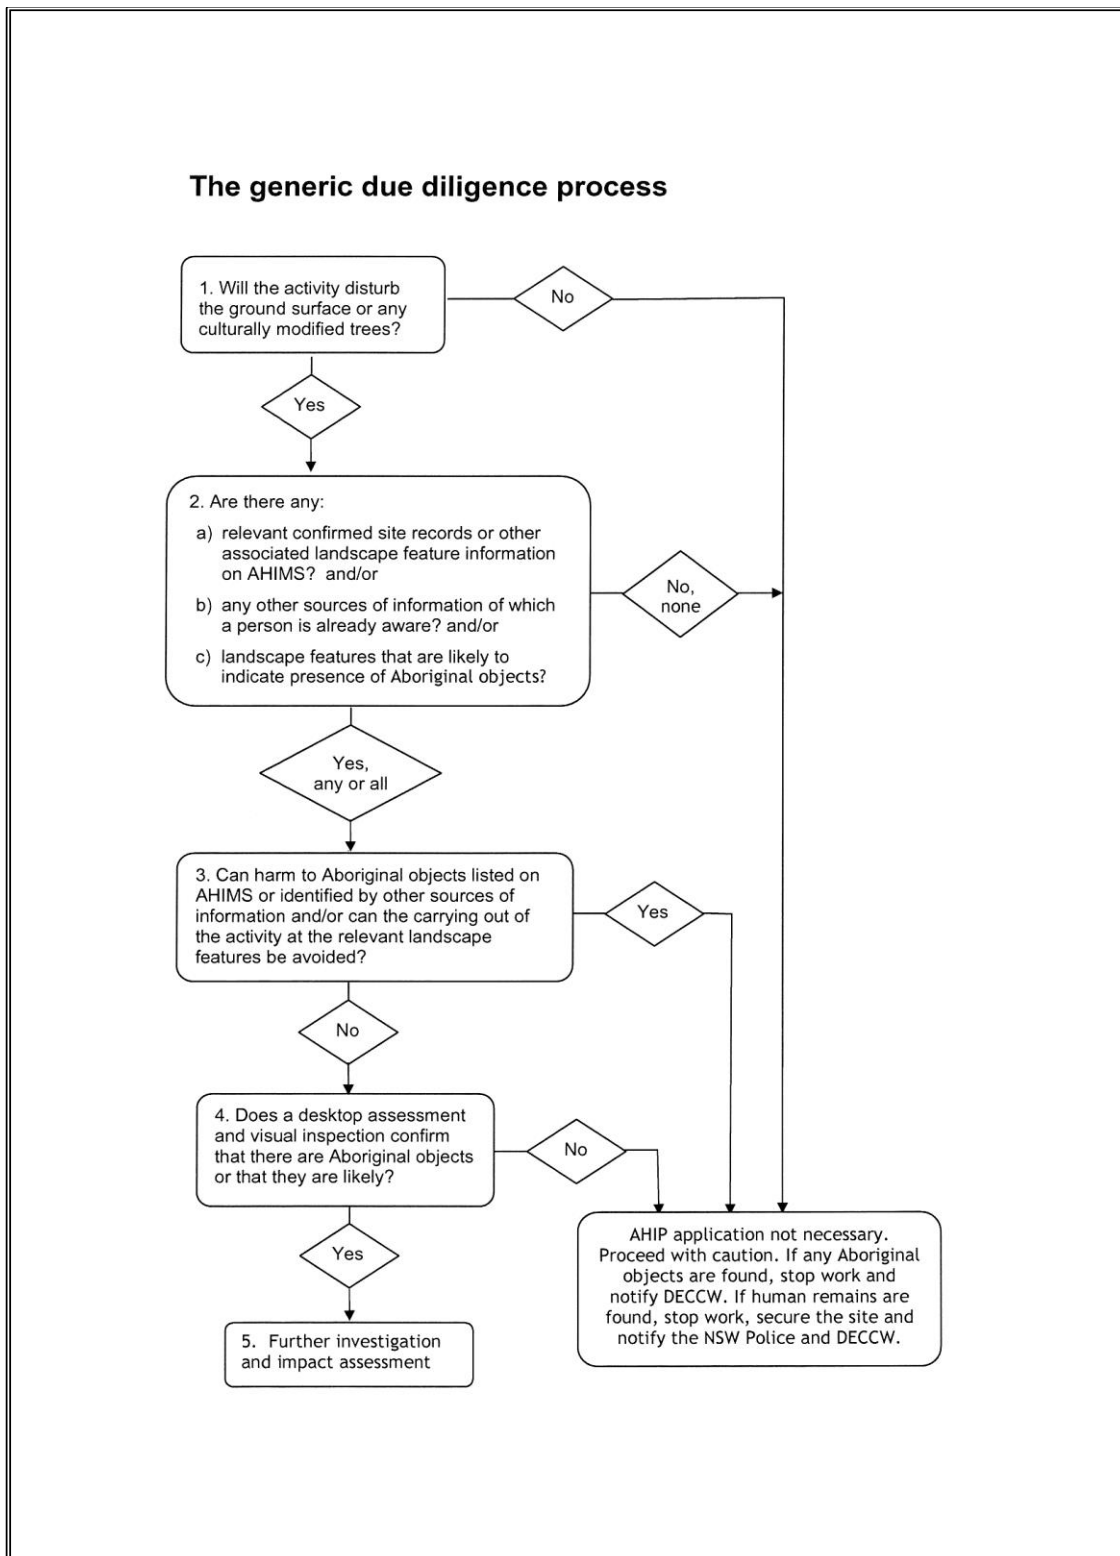 The generic due diligence process
1. Will the activity disturb
the ground surface or any
culturally modified trees?
No
Yes
2. Are there any:
a) relevant confirmed site records or other
associated landscape feature information
on AHIMS? and/or
b) any other sources of information of which
a person is already aware? and/or
c) landscape features that are likely to
indicate presence of Aboriginal objects?
No,
none
Yes,
any or all
3. Can harm to Aboriginal objects listed on
AHIMS or identified by other sources of
information and/or can the carrying out of
the activity at the relevant landscape
features be avoided?
Yes
No
4. Does a desktop assessment
and visual inspection confirm
that there are Aboriginal objects
or that they are likely?
No
Yes
5. Further investigation
and impact assessment
AHIP application not necessary.
Proceed with caution. If any Aboriginal
objects are found, stop work and
notify DECCW. If human remains are
found, stop work, secure the site and
notify the NSW Police and DECCW.